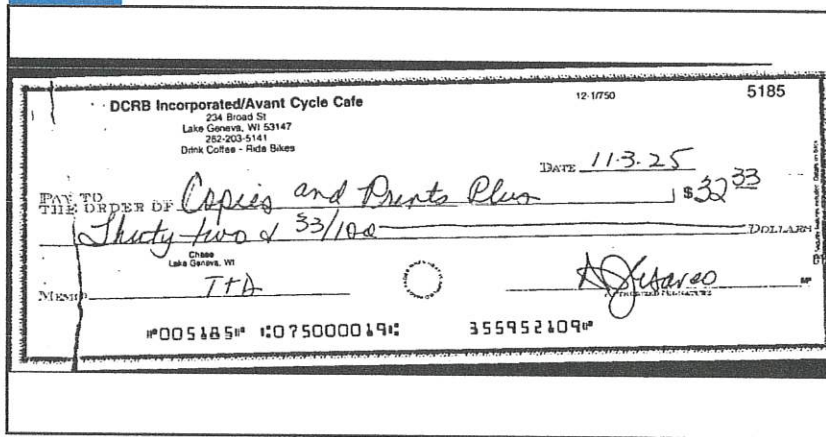 DCRB Incorporated/Avant Cycle Cafe
12-1/750
5185
234 Broad St
Lake Geneva, WI 53147
262-203-5141
Drink Coffee - Ride Bikes
DATE 11-3-25
PAY TO
THE ORDER OF Copies and Prints Plus $ 32 33
Thirty-two & 33/100 DOLLARS
Chase
Lake Geneva, WI
MEMO T+A
MP
⑈005185⑈ ⑆075000019⑆ 355952109⑈